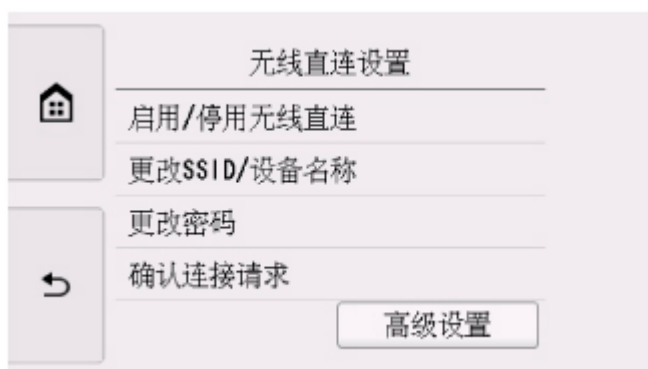 无线直连设置
启用/停用无线直连
更改SSID/设备名称
更改密码
确认连接请求
高级设置